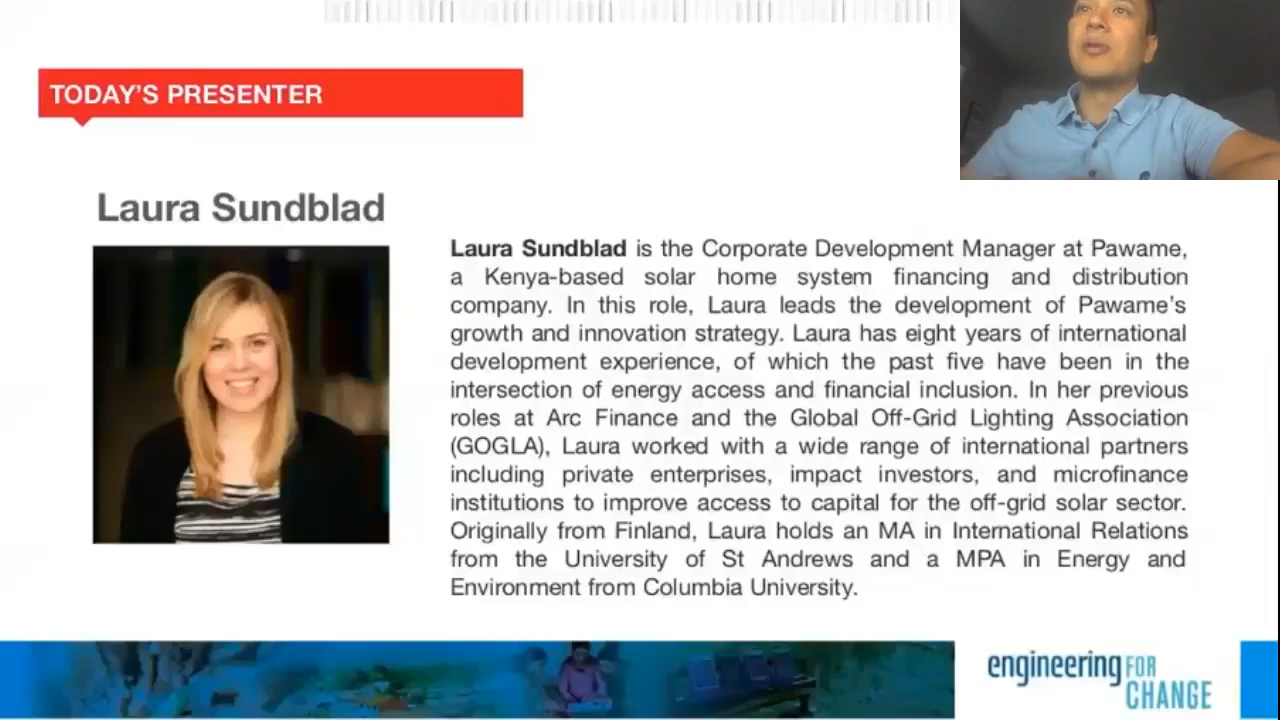 TODAY'S PRESENTER
Laura Sundblad
Laura Sundblad is the Corporate Development Manager at Pawame,
a Kenya-based solar home system financing and distribution
company. In this role, Laura leads the development of Pawame's
growth and innovation strategy. Laura has eight years of international
development experience, of which the past five have been in the
intersection of energy access and financial inclusion. In her previous
roles at Arc Finance and the Global Off-Grid Lighting Association
(GOGLA), Laura worked with a wide range of international partners
including private enterprises, impact investors, and microfinance
institutions to improve access to capital for the off-grid solar sector.
Originally from Finland, Laura holds an MA in International Relations
from the University of St Andrews and a MPA in Energy and
Environment from Columbia University.
engineering FOR
CHANGE